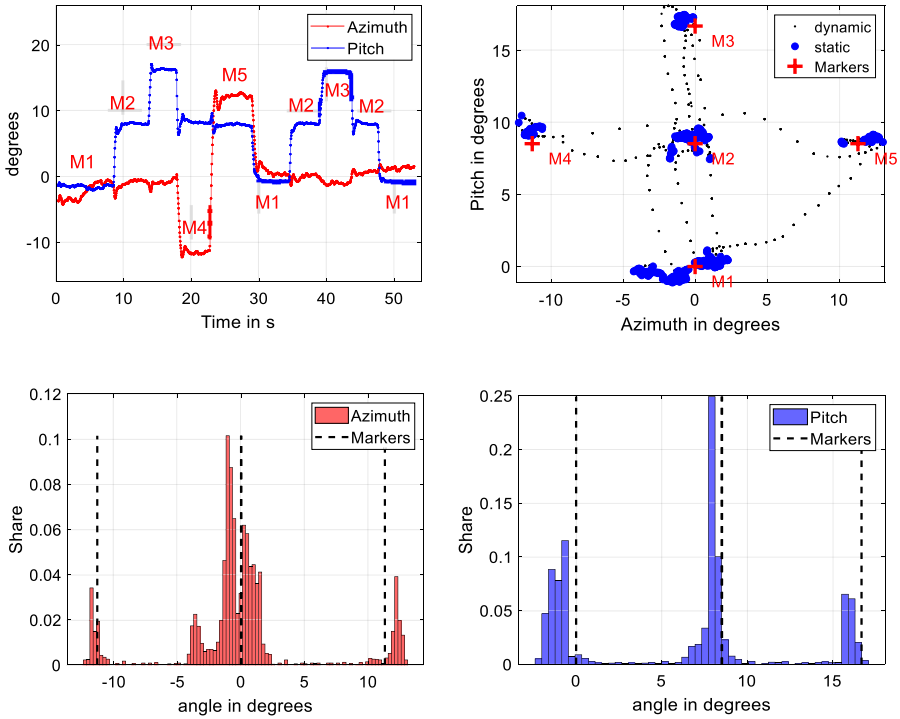 Azimuth
Pitch
M1
M2
M3
M4
M5
M1
M2
M3
M2
M1
20
10
0
-10
degrees
0
10
20
30
40
50
Time in s
dynamic
static
Markers
M3
M4
M2
M5
M1
15
10
5
0
Pitch in degrees
-10
-5
0
5
10
Azimuth in degrees
Azimuth
Markers
0.12
0.1
0.08
0.06
0.04
0.02
0
Share
-10
-5
0
5
10
angle in degrees
Pitch
Markers
0.25
0.2
0.15
0.1
0.05
0
Share
0
5
10
15
angle in degrees